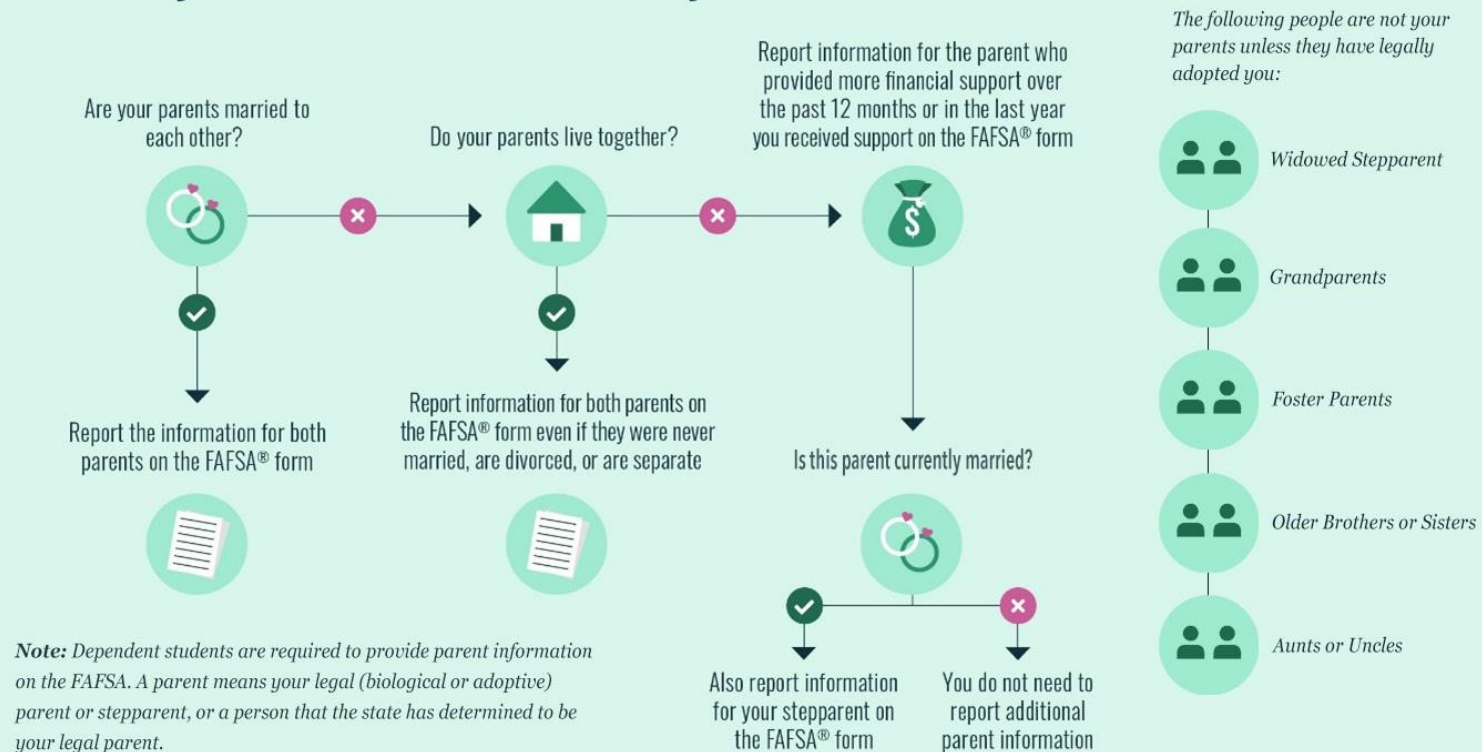 Are your parents married to
each other?
Do your parents live together?
Report information for the parent who
provided more financial support over
the past 12 months or in the last year
you received support on the FAFSA® form
$
Report the information for both
parents on the FAFSA® form
Report information for both parents on
the FAFSA® form even if they were never
married, are divorced, or are separate
Is this parent currently married?
Also report information
for your stepparent on
the FAFSA® form
You do not need to
report additional
parent information
Note: Dependent students are required to provide parent information
on the FAFSA. A parent means your legal (biological or adoptive)
parent or stepparent, or a person that the state has determined to be
your legal parent.
The following people are not your
parents unless they have legally
adopted you:
Widowed Stepparent
Grandparents
Foster Parents
Older Brothers or Sisters
Aunts or Uncles